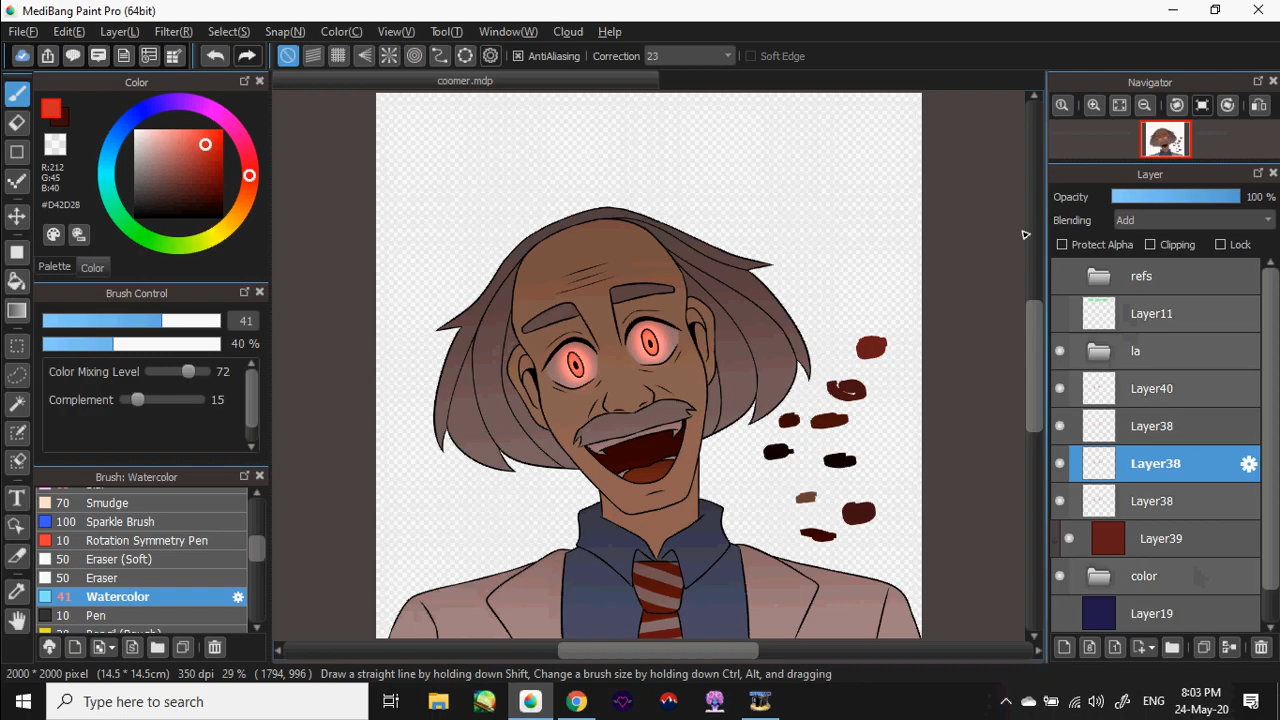 MediBang Paint Pro (64bit)
File(F) Edit(E) Layer(L) Filter(R) Select(S) Snap(N) Color(C) View(V) Tool(T) Window(W) Cloud Help
AntiAliasing Correction 23 Soft Edge
Color
coomer.mdp
Navigator
R:212
G:45
B:40
#D42D28
Palette Color
Brush Control
41
40 %
Color Mixing Level 72
Complement 15
Brush: Watercolor
70 Smudge
100 Sparkle Brush
10 Rotation Symmetry Pen
50 Eraser (Soft)
50 Eraser
41 Watercolor
10 Pen
Layer
Opacity 100 %
Blending Add
Protect Alpha Clipping Lock
refs
Layer11
la
Layer40
Layer38
Layer38
Layer38
Layer39
color
Layer19
2000 * 2000 pixel (14.5 * 14.5cm) 350 dpi 29 % (1794, 996) Draw a straight line by holding down Shift, Change a brush size by holding down Ctrl, Alt, and dragging
Type here to search
8:03 PM
24-May-20